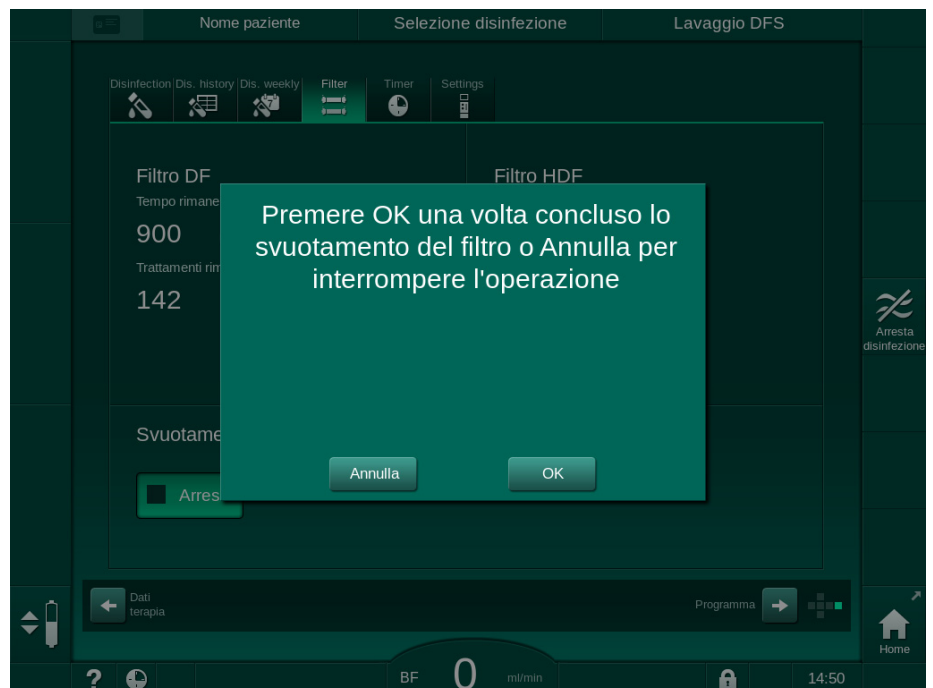 Nome paziente
Selezione disinfezione
Lavaggio DFS
Disinfection
Dis. history
Dis. weekly
Filter
Timer
Settings
Filtro DF
Filtro HDF
Tempo rimane
900
Trattamenti rim
142
Premere OK una volta concluso lo
svuotamento del filtro o Annulla per
interrompere l'operazione
Annulla
OK
Arresta
disinfezione
Svuotame
Arres
Dati
terapia
Programma
Home
?
BF
0
ml/min
14:50